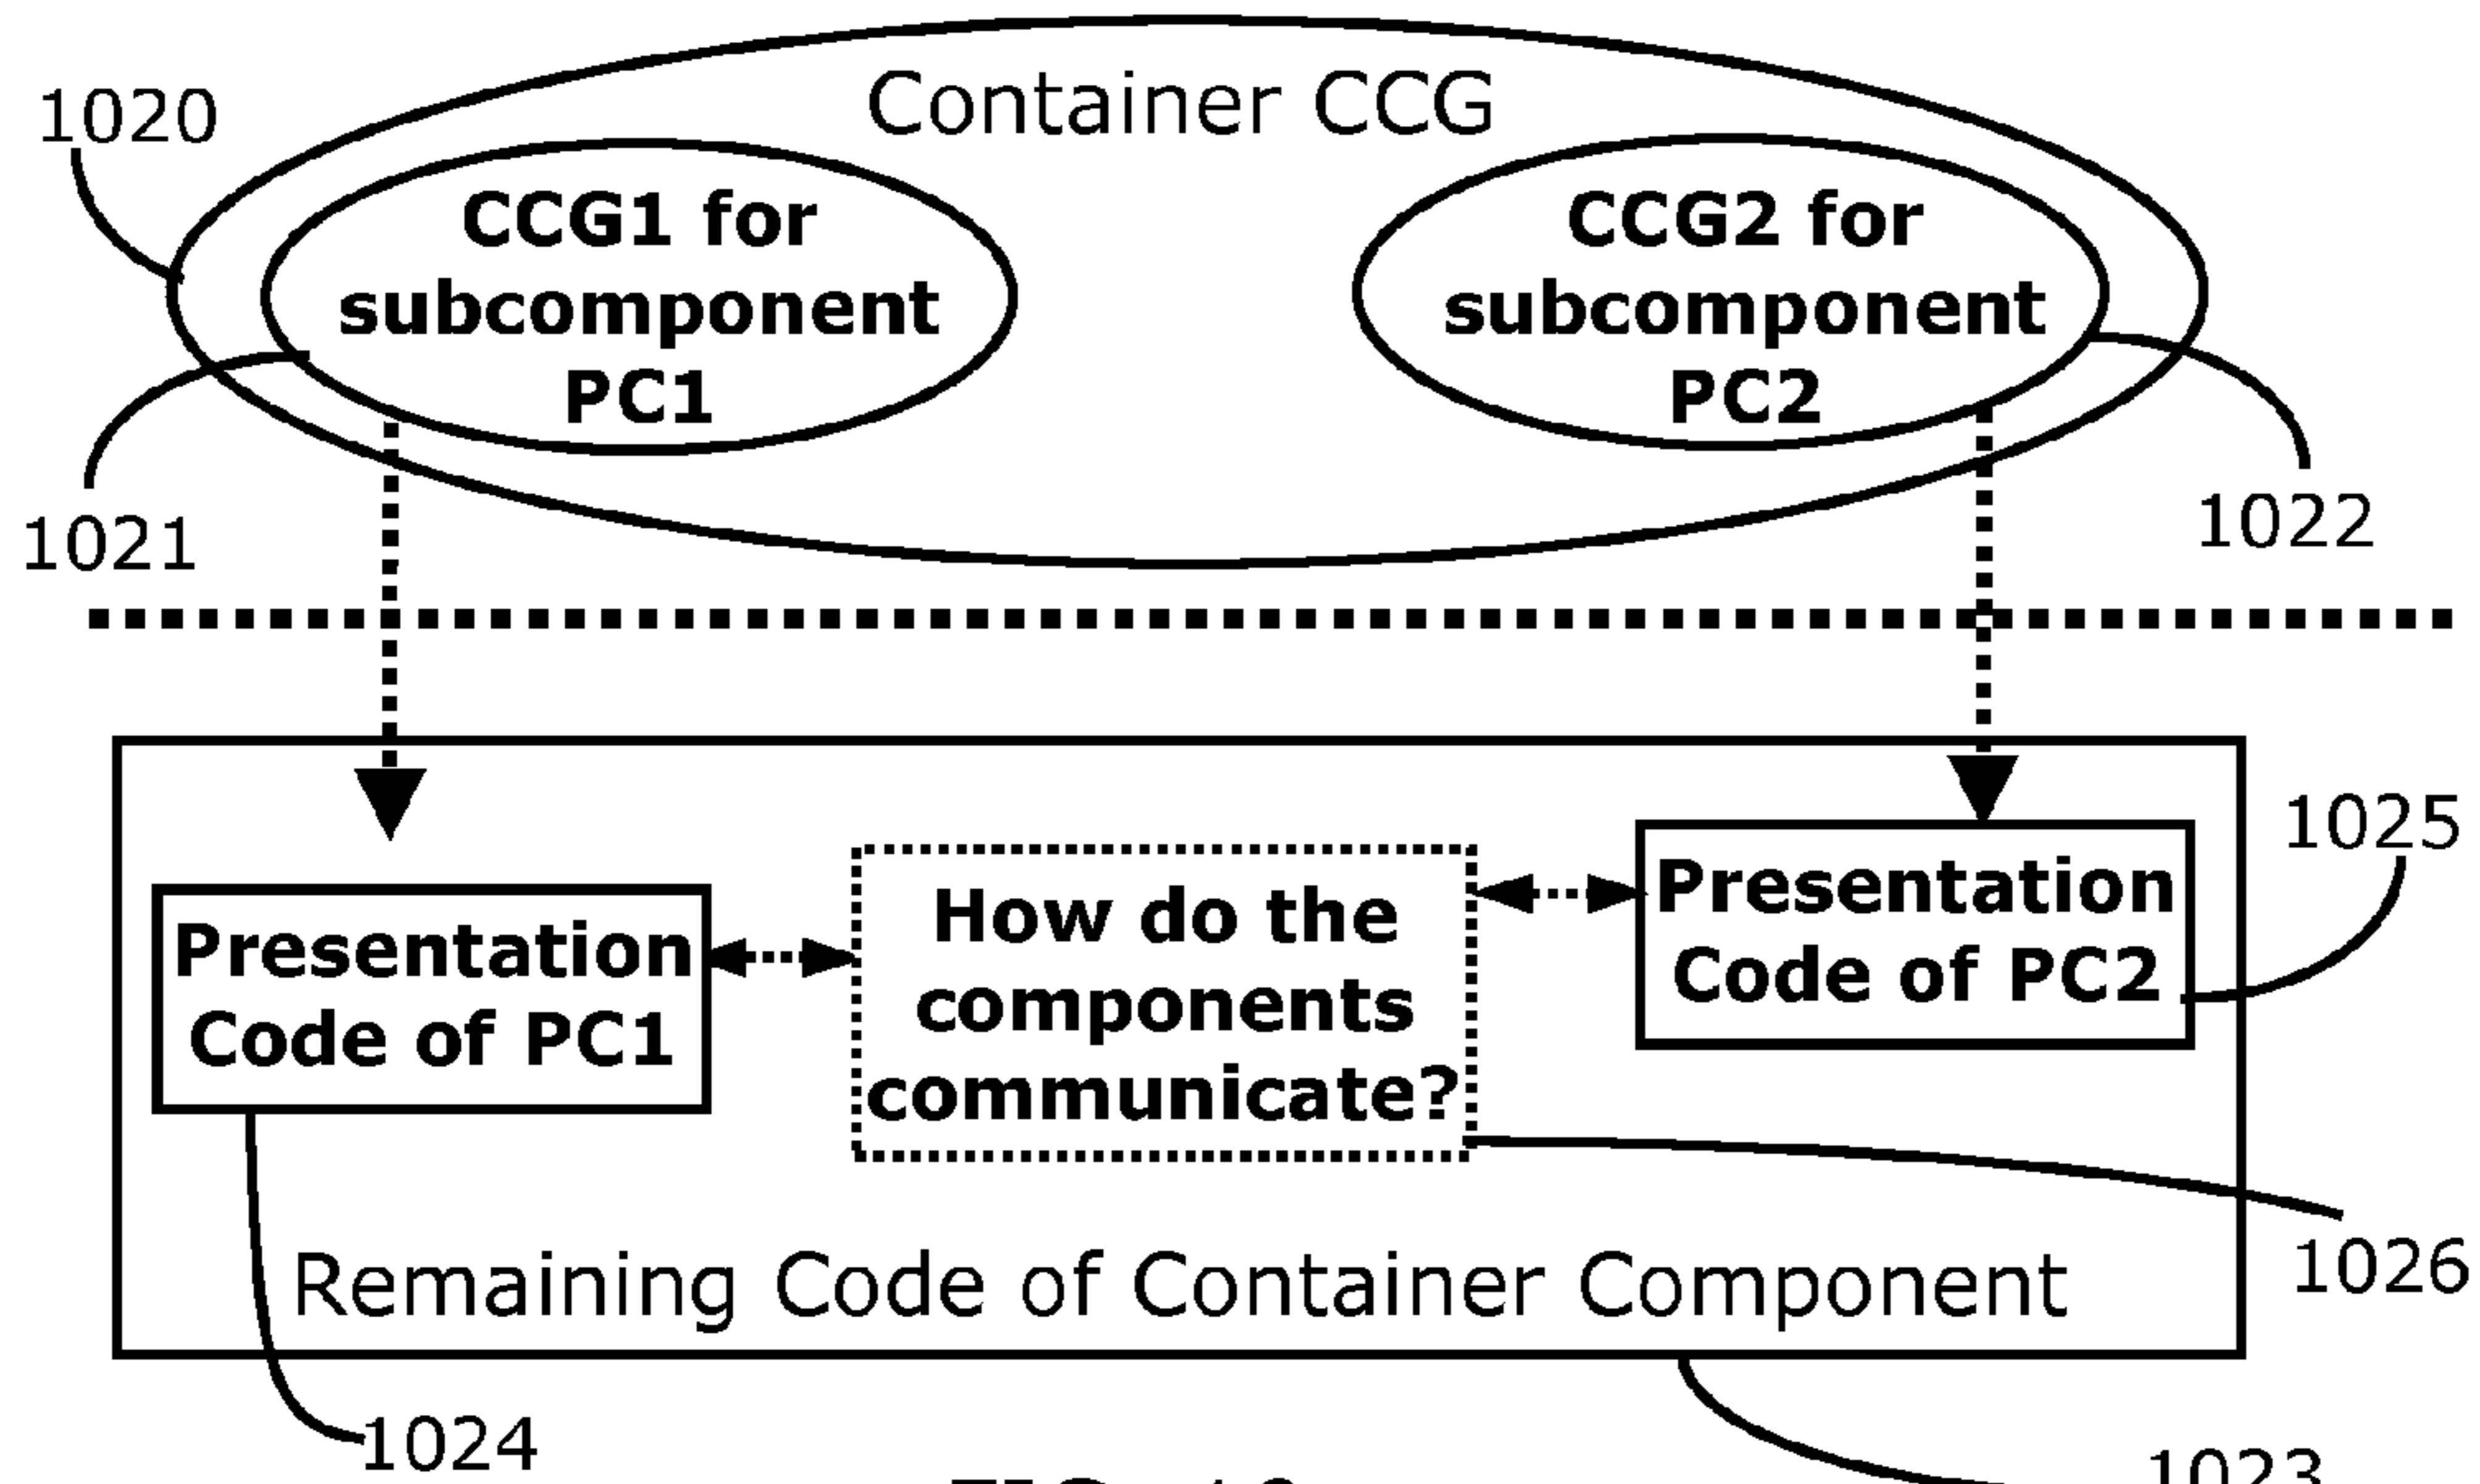 Container CCG
1020
CCG1 for
subcomponent
PC1
CCG2 for
subcomponent
PC2
1021
1022
1025
Presentation
Code of PC1
How do the
components
communicate?
Presentation
Code of PC2
1026
Remaining Code of Container Component
1024
1023